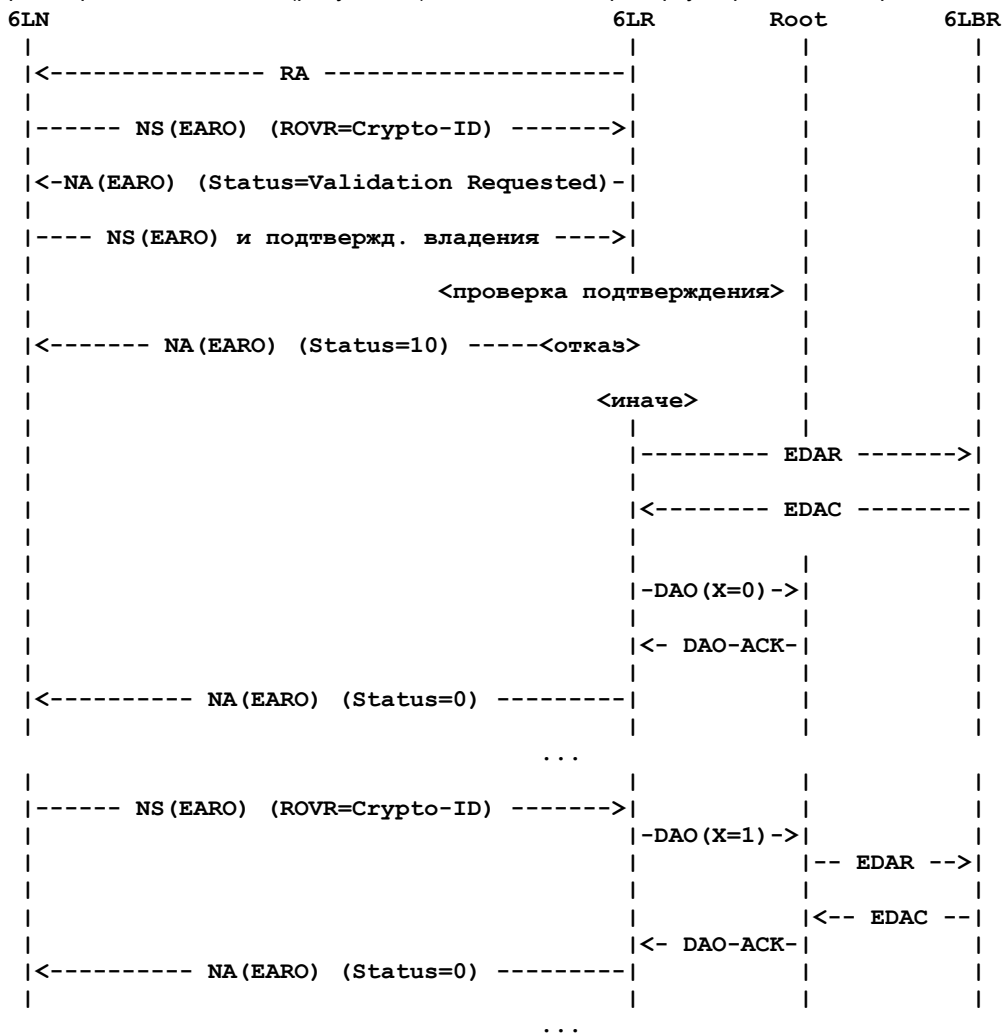 6LN 6LR Root 6LBR
|<--------------- RA ---------------------|
|------ NS(EARO) (ROVR=Crypto-ID) ------->|
|<-NA(EARO) (Status=Validation Requested)-|
|---- NS(EARO) и подтвержд. владения ---->|
<проверка подтверждения>
|<------- NA(EARO) (Status=10) -----<отказ>
<иначе>
|--------- EDAR ------->|
|<-------- EDAC --------|
|-DAO(X=0)->|
|<- DAO-ACK-|
|<---------- NA(EARO) (Status=0) ---------|
...
|------ NS(EARO) (ROVR=Crypto-ID) ------->|
|-DAO(X=1)->|
|-- EDAR -->|
|<-- EDAC --|
|<- DAO-ACK-|
|<---------- NA(EARO) (Status=0) ---------|
...